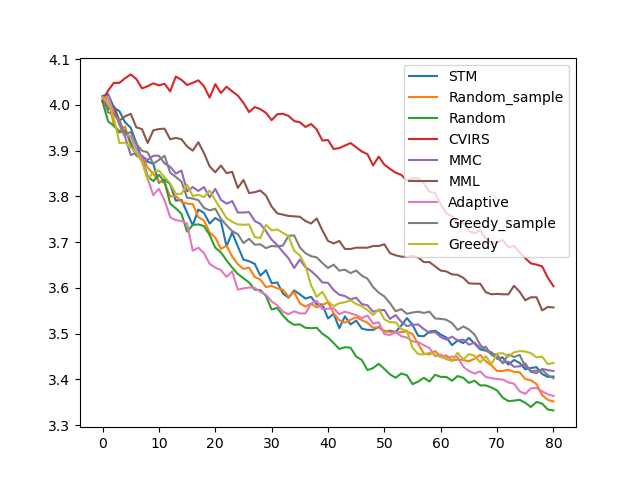 4.1
4.0
3.9
3.8
3.7
3.6
3.5
3.4
3.3
0 10 20 30 40 50 60 70 80
STM
Random_sample
Random
CVIRS
MMC
MML
Adaptive
Greedy_sample
Greedy